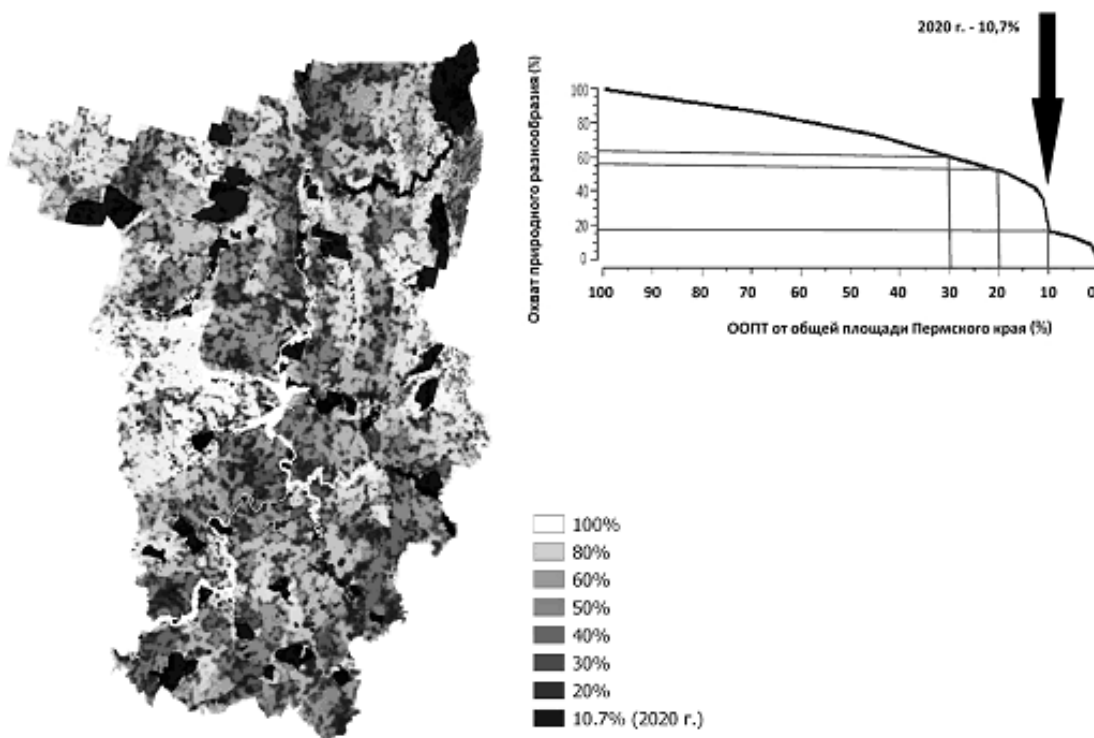 2020 г. - 10,7%
Охват природного разнообразия (%)
100
80
60
40
20
0
100 90 80 70 60 50 40 30 20 10 0
ООПТ от общей площади Пермского края (%)
100%
80%
60%
50%
40%
30%
20%
10.7% (2020 г.)